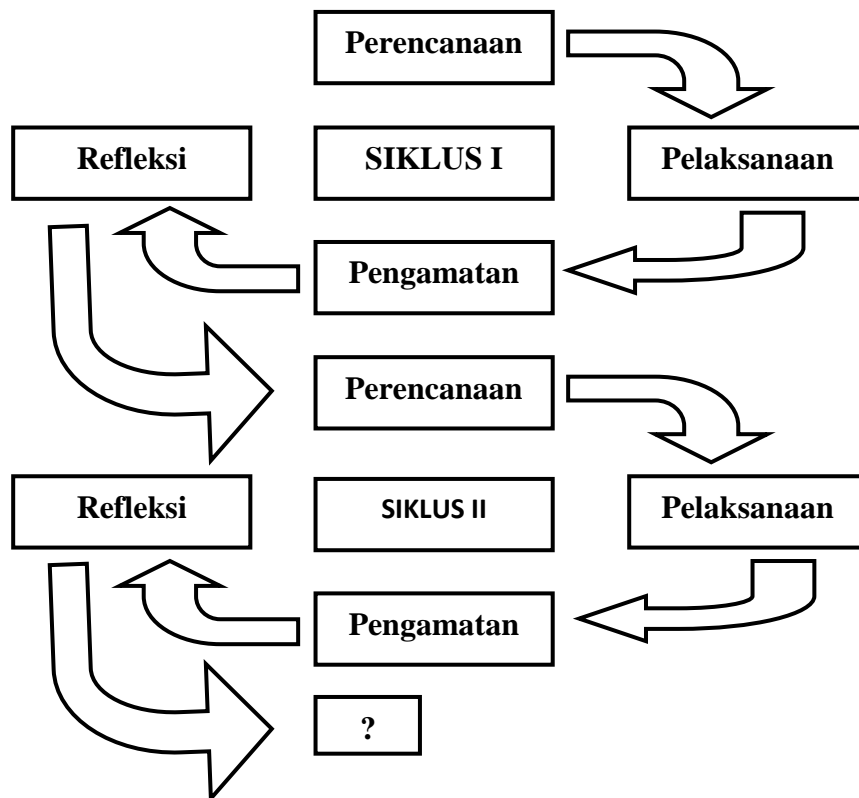 Perencanaan
Refleksi
SIKLUS I
Pelaksanaan
Pengamatan
Perencanaan
Refleksi
SIKLUS II
Pelaksanaan
Pengamatan
?